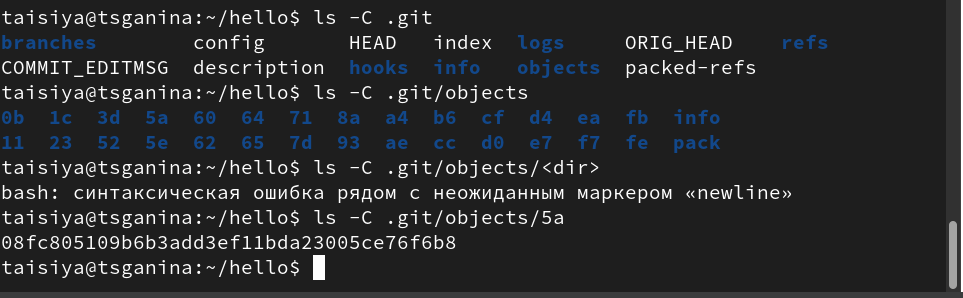 taisiya@tsganina:~/hello$ ls -C .git
branches config HEAD index logs ORIG_HEAD refs
COMMIT_EDITMSG description hooks info objects packed-refs
taisiya@tsganina:~/hello$ ls -C .git/objects
0b 1c 3d 5a 60 64 71 8a a4 b6 cf d4 ea fb info
11 23 52 5e 62 65 7d 93 ae cc d0 e7 f7 fe pack
taisiya@tsganina:~/hello$ ls -C .git/objects/<dir>
bash: синтаксическая ошибка рядом с неожиданным маркером «newline»
taisiya@tsganina:~/hello$ ls -C .git/objects/5a
08fc805109b6b3add3ef11bda23005ce76f6b8
taisiya@tsganina:~/hello$